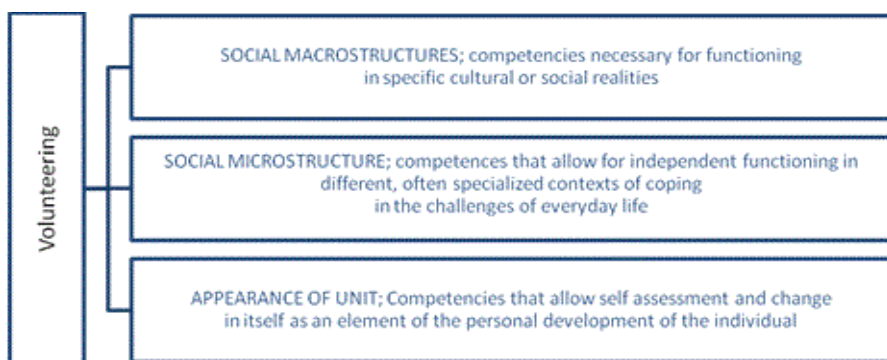 Volunteering
SOCIAL MACROSTRUCTURES; competencies necessary for functioning
in specific cultural or social realities
SOCIAL MICROSTRUCTURE; competences that allow for independent functioning in
different, often specialized contexts of coping
in the challenges of everyday life
APPEARANCE OF UNIT; Competencies that allow self assessment and change
in itself as an element of the personal development of the individual